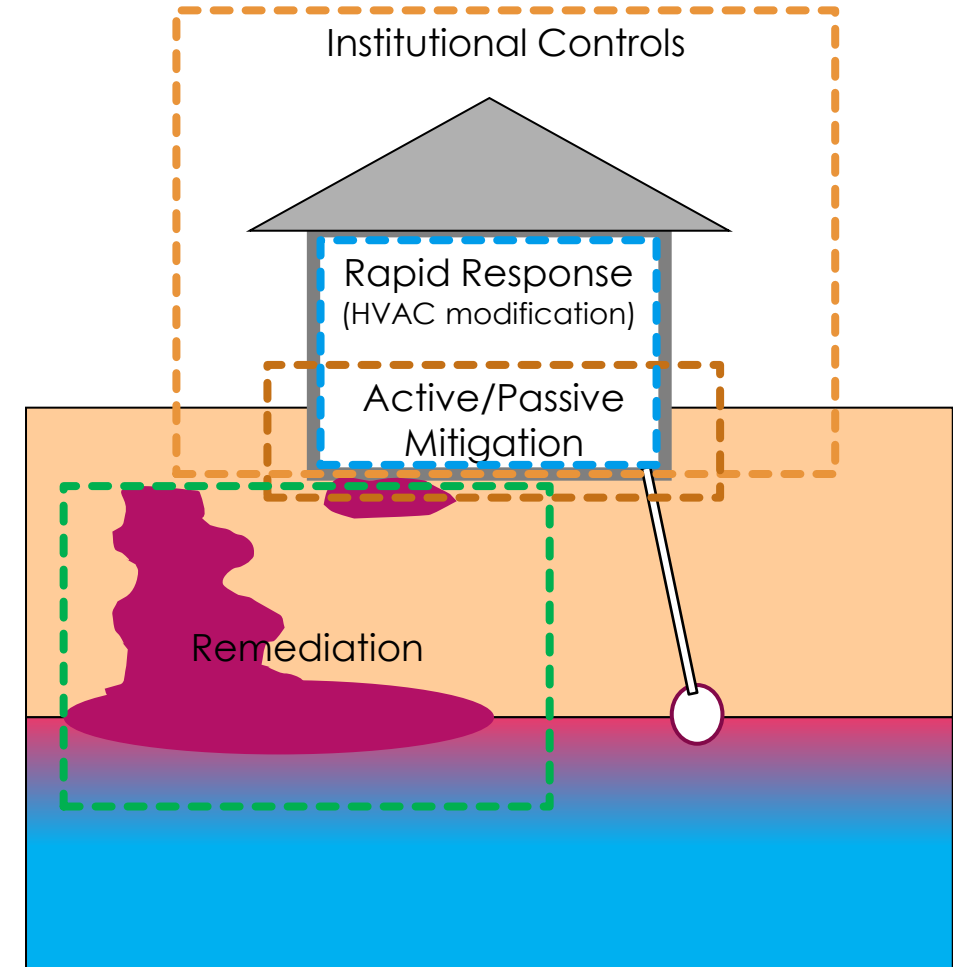 Institutional Controls
Rapid Response
(HVAC modification)
Active/Passive
Mitigation
Remediation